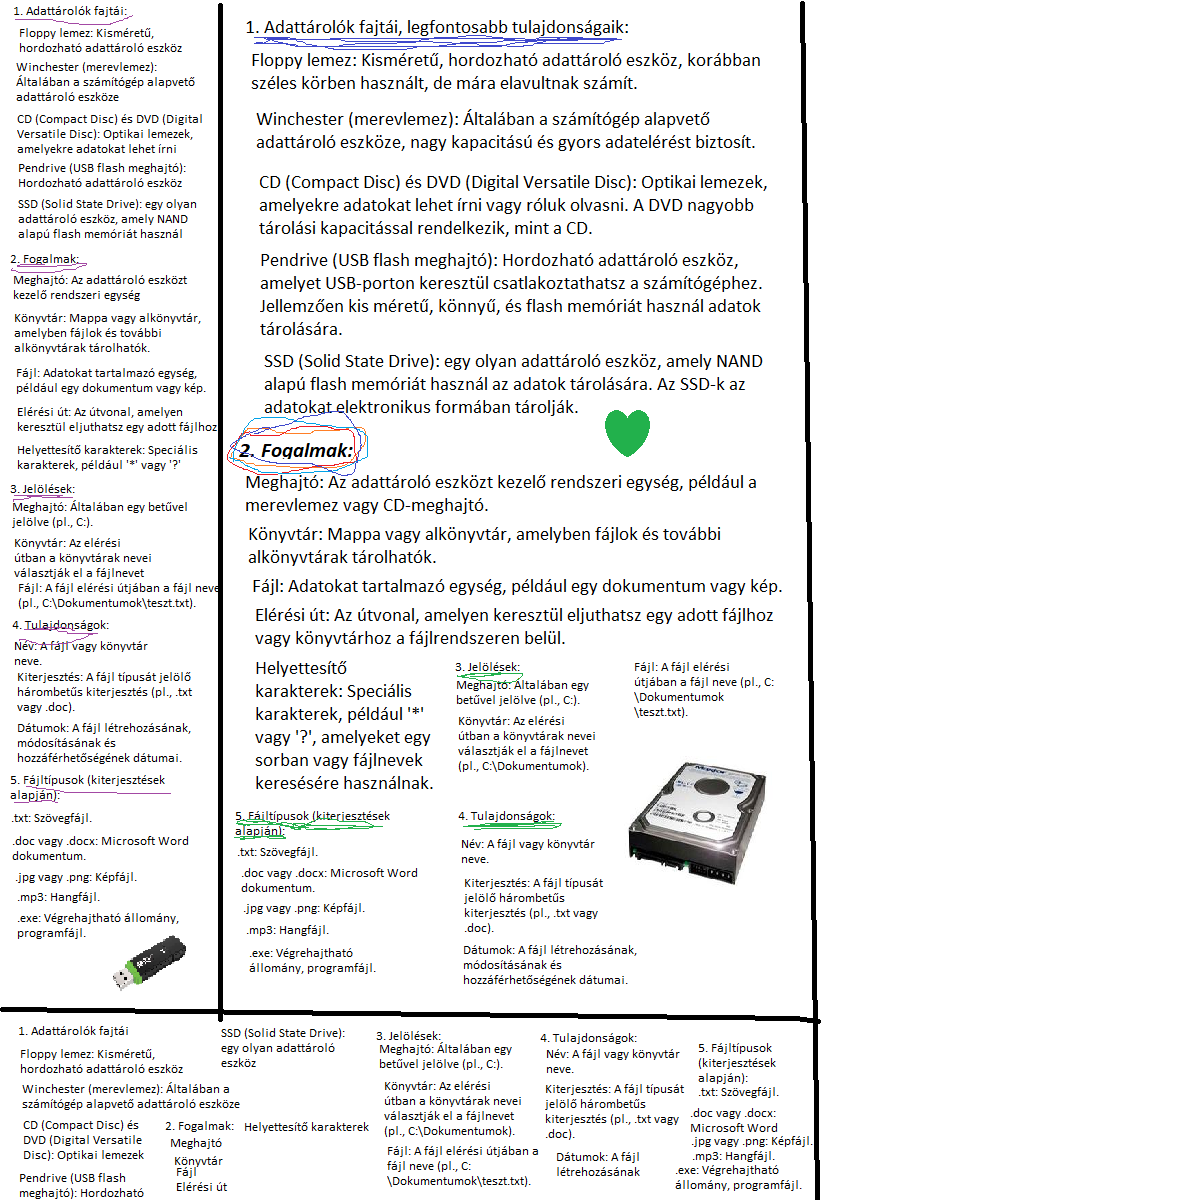 1. Adattárolók fajtái:
Floppy lemez: Kisméretű,
hordozható adattároló eszköz
Winchester (merevlemez):
Általában a számítógép alapvető
adattároló eszköze
CD (Compact Disc) és DVD (Digital
Versatile Disc): Optikai lemezek,
amelyekre adatokat lehet írni
Pendrive (USB flash meghajtó):
Hordozható adattároló eszköz
SSD (Solid State Drive): egy olyan
adattároló eszköz, amely NAND
alapú flash memóriát használ
2. Fogalmak:
Meghajtó: Az adattároló eszközt
kezelő rendszeri egység
Könyvtár: Mappa vagy alkönyvtár,
amelyben fájlok és további
alkönyvtárak tárolhatók.
Fájl: Adatokat tartalmazó egység,
például egy dokumentum vagy kép.
Elérési út: Az útvonal, amelyen
keresztül eljuthatsz egy adott fájlhoz
Helyettesítő karakterek: Speciális
karakterek, például '*' vagy '?'
3. Jelölések:
Meghajtó: Általában egy betűvel
jelölve (pl., C:).
Könyvtár: Az elérési
útban a könyvtárak nevei
választják el a fájlnevet
Fájl: A fájl elérési útjában a fájl neve
(pl., C:\Dokumentumok\teszt.txt).
4. Tulajdonságok:
Név: A fájl vagy könyvtár
neve.
Kiterjesztés: A fájl típusát jelölő
hárombetűs kiterjesztés (pl., .txt
vagy .doc).
Dátumok: A fájl létrehozásának,
módosításának és
hozzáférhetőségének dátumai.
5. Fájltípusok (kiterjesztések
alapján):
.txt: Szövegfájl.
.doc vagy .docx: Microsoft Word
dokumentum.
.jpg vagy .png: Képfájl.
.mp3: Hangfájl.
.exe: Végrehajtható állomány,
programfájl.
1. Adattárolók fajtái, legfontosabb tulajdonságaik:
Floppy lemez: Kisméretű, hordozható adattároló eszköz, korábban
széles körben használt, de mára elavultnak számít.
Winchester (merevlemez): Általában a számítógép alapvető
adattároló eszköze, nagy kapacitású és gyors adatelérést biztosít.
CD (Compact Disc) és DVD (Digital Versatile Disc): Optikai lemezek,
amelyekre adatokat lehet írni vagy róluk olvasni. A DVD nagyobb
tárolási kapacitással rendelkezik, mint a CD.
Pendrive (USB flash meghajtó): Hordozható adattároló eszköz,
amelyet USB-porton keresztül csatlakoztathatsz a számítógéphez.
Jellemzően kis méretű, könnyű, és flash memóriát használ adatok
tárolására.
SSD (Solid State Drive): egy olyan adattároló eszköz, amely NAND
alapú flash memóriát használ az adatok tárolására. Az SSD-k az
adatokat elektronikus formában tárolják.
2. Fogalmak:
Meghajtó: Az adattároló eszközt kezelő rendszeri egység, például a
merevlemez vagy CD-meghajtó.
Könyvtár: Mappa vagy alkönyvtár, amelyben fájlok és további
alkönyvtárak tárolhatók.
Fájl: Adatokat tartalmazó egység, például egy dokumentum vagy kép.
Elérési út: Az útvonal, amelyen keresztül eljuthatsz egy adott fájlhoz
vagy könyvtárhoz a fájlrendszeren belül.
Helyettesítő
karakterek: Speciális
karakterek, például '*'
vagy '?', amelyeket egy
sorban vagy fájlnevek
keresésére használnak.
3. Jelölések:
Meghajtó: Általában egy
betűvel jelölve (pl., C:).
Könyvtár: Az elérési
útban a könyvtárak nevei
választják el a fájlnevet
(pl., C:\Dokumentumok).
Fájl: A fájl elérési
útjában a fájl neve (pl., C:
\Dokumentumok
\teszt.txt).
Maxtor
5. Fájltípusok (kiterjesztések
alapján):
.txt: Szövegfájl.
.doc vagy .docx: Microsoft Word
dokumentum.
.jpg vagy .png: Képfájl.
.mp3: Hangfájl.
.exe: Végrehajtható
állomány, programfájl.
4. Tulajdonságok:
Név: A fájl vagy könyvtár
neve.
Kiterjesztés: A fájl típusát
jelölő hárombetűs
kiterjesztés (pl., .txt vagy
.doc).
Dátumok: A fájl létrehozásának,
módosításának és
hozzáférhetőségének dátumai.
1. Adattárolók fajtái
Floppy lemez: Kisméretű,
hordozható adattároló eszköz
Winchester (merevlemez): Általában a
számítógép alapvető adattároló eszköze
CD (Compact Disc) és
DVD (Digital Versatile
Disc): Optikai lemezek
Pendrive (USB flash
meghajtó): Hordozható
SSD (Solid State Drive):
egy olyan adattároló
eszköz
2. Fogalmak:
Meghajtó
Könyvtár
Fájl
Elérési út
Helyettesítő karakterek
3. Jelölések:
Meghajtó: Általában egy
betűvel jelölve (pl., C:).
Könyvtár: Az elérési
útban a könyvtárak nevei
választják el a fájlnevet
(pl., C:\Dokumentumok).
Fájl: A fájl elérési útjában a
fájl neve (pl., C:
\Dokumentumok\teszt.txt).
4. Tulajdonságok:
Név: A fájl vagy könyvtár
neve.
Kiterjesztés: A fájl típusát
jelölő hárombetűs
kiterjesztés (pl., .txt vagy
.doc).
Dátumok: A fájl
létrehozásának
5. Fájltípusok
(kiterjesztések
alapján):
.txt: Szövegfájl.
.doc vagy .docx:
Microsoft Word
.jpg vagy .png: Képfájl.
.mp3: Hangfájl.
.exe: Végrehajtható
állomány, programfájl.